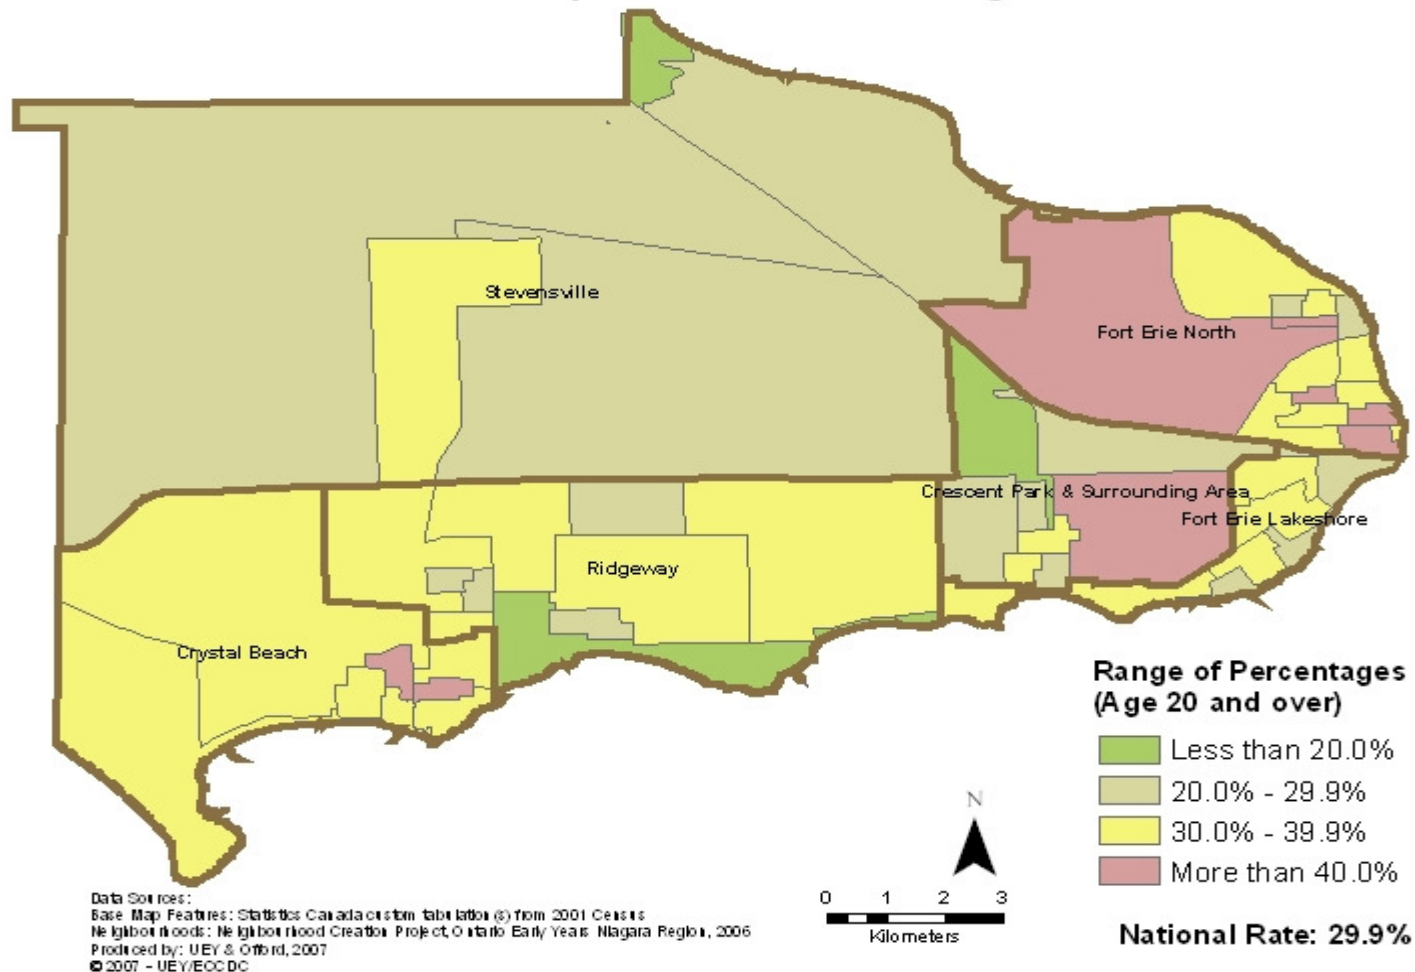 Stevensville
Fort Erie North
Crescent Park & Surrounding Area
Fort Erie Lakeshore
Ridgeway
Crystal Beach
Range of Percentages
(Age 20 and over)
Less than 20.0%
20.0% - 29.9%
30.0% - 39.9%
More than 40.0%
National Rate: 29.9%
N
0 1 2 3
Kilometers
Data Sources:
Base Map Features: Statistics Canada custom tabulation(s) from 2001 Census
Neighbourhoods: Neighbourhood Creation Project, Ontario Early Years Niagara Region, 2006
Produced by: UEY & Offord, 2007
© 2007 - UEY/ECCDC